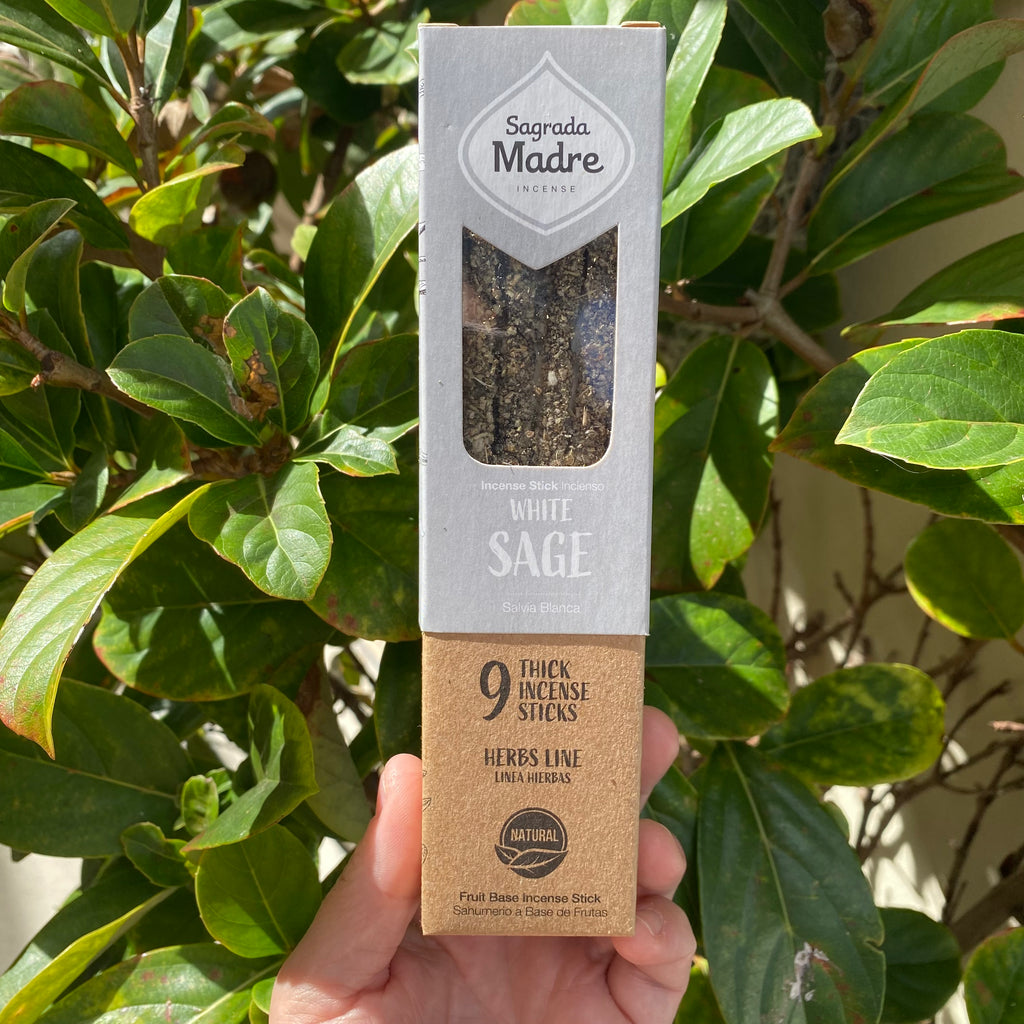 Sagrada
Madre
INCENSE
Incense Stick Incienso
WHITE
SAGE
Salvia Blanca
9 THICK
INCENSE
STICKS
HERBS LINE
LINEA HIERBAS
NATURAL
Fruit Base Incense Stick
Sahumerio a Base de Frutas